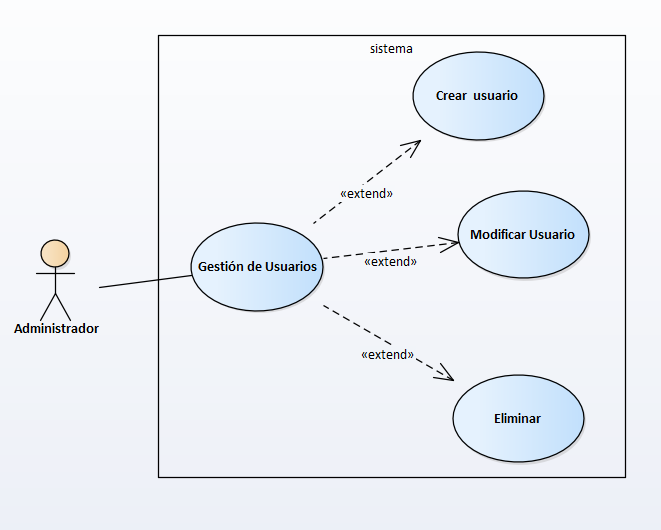 sistema
Crear usuario
«extend»
Modificar Usuario
«extend»
Gestión de Usuarios
Administrador
«extend»
Eliminar